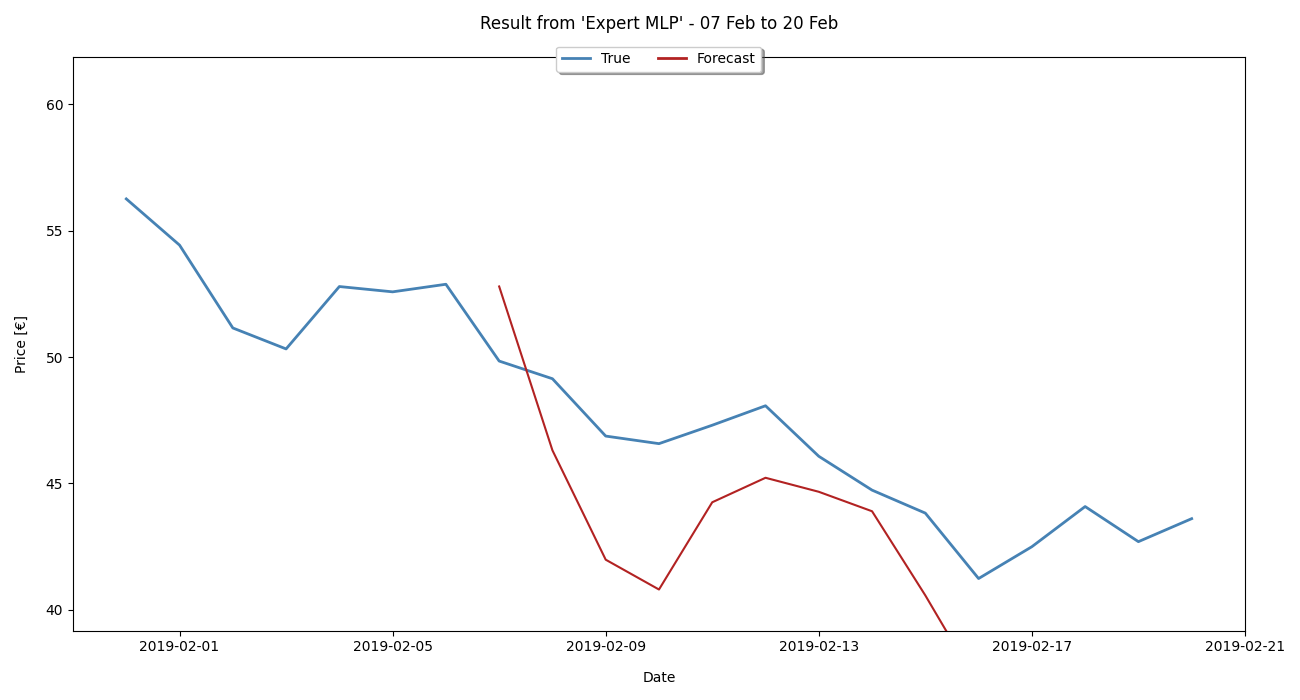 Result from 'Expert MLP' - 07 Feb to 20 Feb
True Forecast
60
55
50
45
40
Price [€]
2019-02-01 2019-02-05 2019-02-09 2019-02-13 2019-02-17 2019-02-21
Date